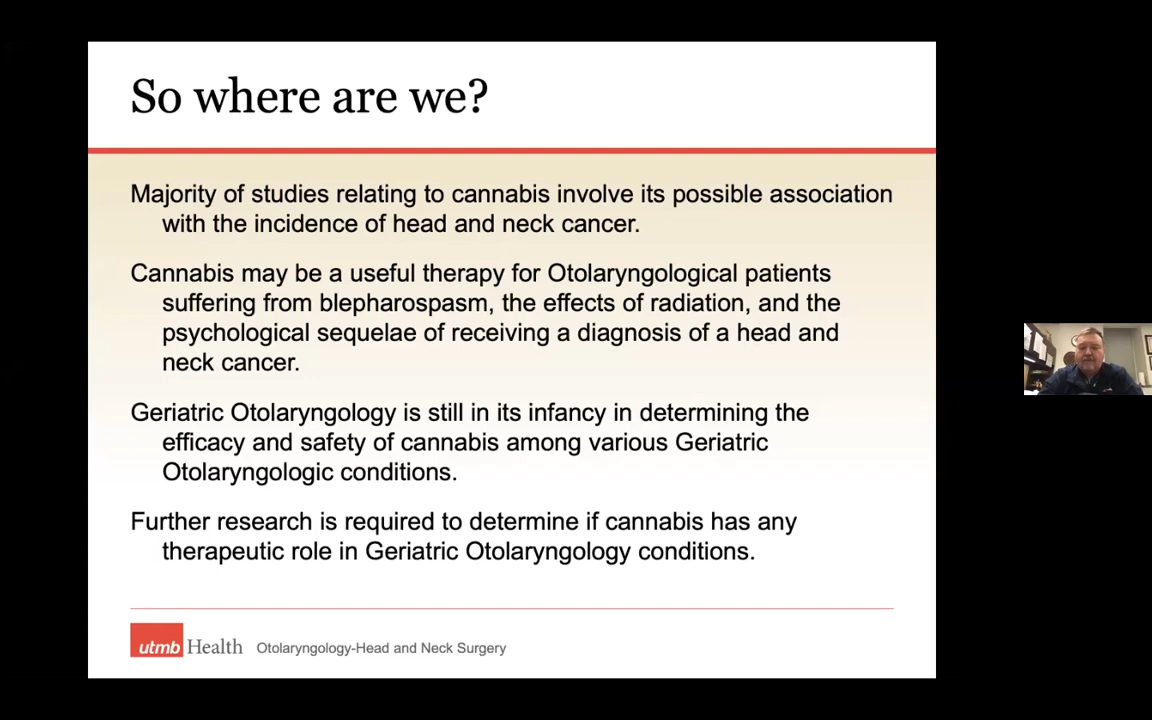 So where are we?
Majority of studies relating to cannabis involve its possible association
with the incidence of head and neck cancer.
Cannabis may be a useful therapy for Otolaryngological patients
suffering from blepharospasm, the effects of radiation, and the
psychological sequelae of receiving a diagnosis of a head and
neck cancer.
Geriatric Otolaryngology is still in its infancy in determining the
efficacy and safety of cannabis among various Geriatric
Otolaryngologic conditions.
Further research is required to determine if cannabis has any
therapeutic role in Geriatric Otolaryngology conditions.
utmb Health Otolaryngology-Head and Neck Surgery